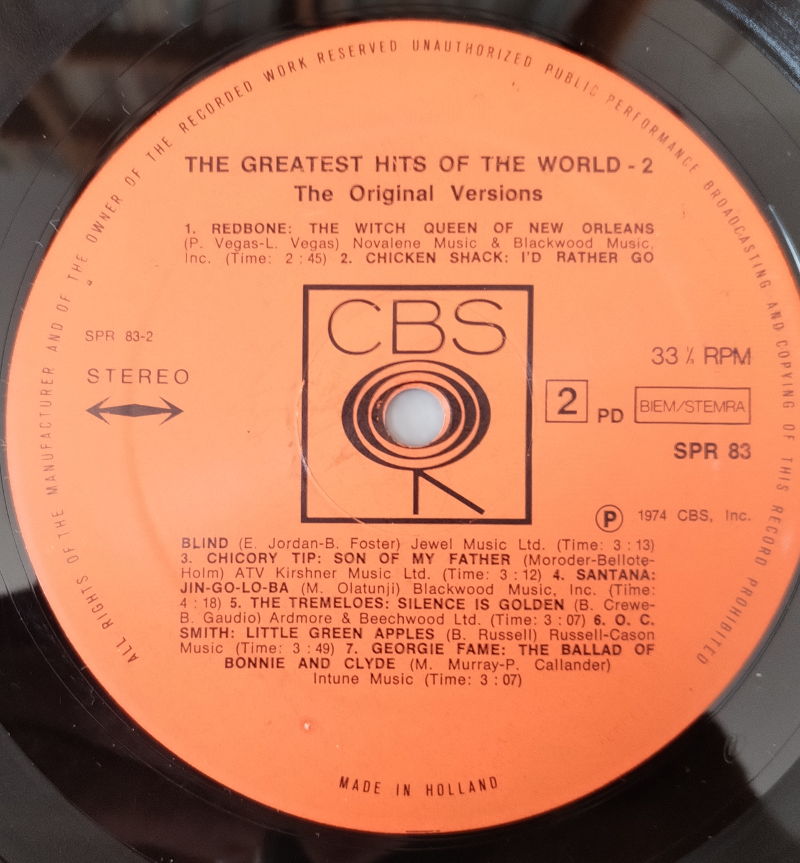 ALL RIGHTS OF THE MANUFACTURER AND OF THE OWNER OF THE RECORDED WORK RESERVED UNAUTHORIZED PUBLIC PERFORMANCE BROADCASTING AND COPYING OF THIS RECORD PROHIBITED
THE GREATEST HITS OF THE WORLD - 2
The Original Versions
1. REDBONE: THE WITCH QUEEN OF NEW ORLEANS
(P. Vegas-L. Vegas) Novalene Music & Blackwood Music,
Inc. (Time: 2 : 45) 2. CHICKEN SHACK: I'D RATHER GO
CBS
SPR 83-2
STEREO
33 ⅓ RPM
2 PD BIEM/STEMRA
SPR 83
Ⓟ 1974 CBS, Inc.
BLIND (E. Jordan-B. Foster) Jewel Music Ltd. (Time: 3 : 13)
3. CHICORY TIP: SON OF MY FATHER (Moroder-Bellote-
Holm) ATV Kirshner Music Ltd. (Time: 3 : 12) 4. SANTANA:
JIN-GO-LO-BA (M. Olatunji) Blackwood Music, Inc. (Time:
4 : 18) 5. THE TREMELOES: SILENCE IS GOLDEN (B. Crewe-
B. Gaudio) Ardmore & Beechwood Ltd. (Time: 3 : 07) 6. O. C.
SMITH: LITTLE GREEN APPLES (B. Russell) Russell-Cason
Music (Time: 3 : 49) 7. GEORGIE FAME: THE BALLAD OF
BONNIE AND CLYDE (M. Murray-P. Callander)
Intune Music (Time: 3 : 07)
MADE IN HOLLAND